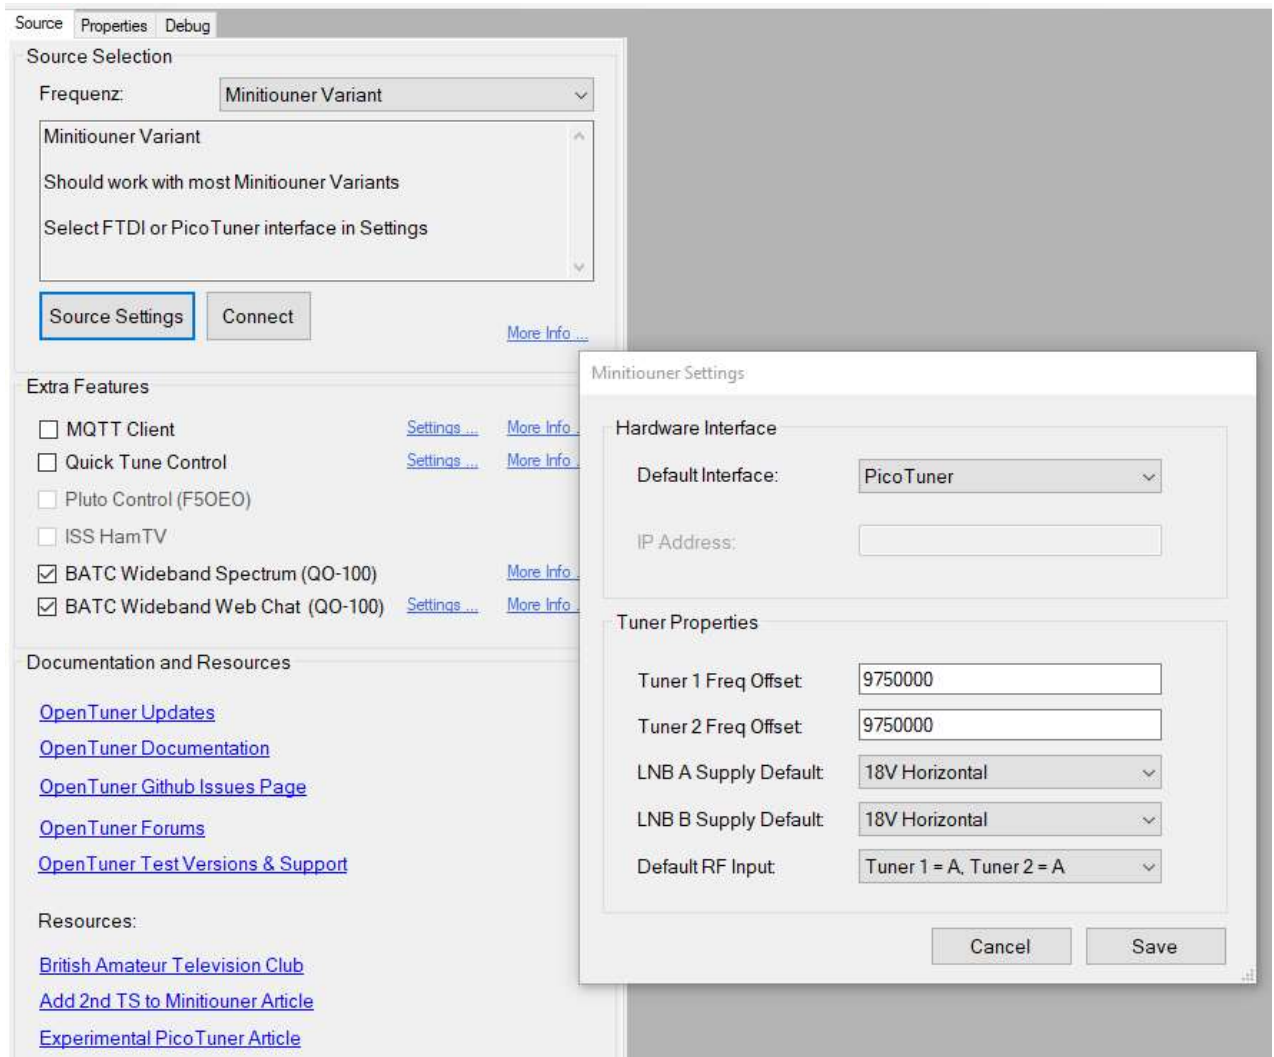 Source Properties Debug
Source Selection
Frequenz: Minitiouner Variant
Minitiouner Variant
Should work with most Minitiouner Variants
Select FTDI or PicoTuner interface in Settings
Source Settings Connect
More Info ...
Extra Features
MQTT Client Settings ... More Info .
Quick Tune Control Settings ... More Info .
Pluto Control (F5OEO)
ISS HamTV
BATC Wideband Spectrum (QO-100) More Info .
BATC Wideband Web Chat (QO-100) Settings ... More Info .
Documentation and Resources
OpenTuner Updates
OpenTuner Documentation
OpenTuner Github Issues Page
OpenTuner Forums
OpenTuner Test Versions & Support
Resources:
British Amateur Television Club
Add 2nd TS to Minitiouner Article
Experimental PicoTuner Article
Minitiouner Settings
Hardware Interface
Default Interface: PicoTuner
IP Address:
Tuner Properties
Tuner 1 Freq Offset: 9750000
Tuner 2 Freq Offset: 9750000
LNB A Supply Default: 18V Horizontal
LNB B Supply Default: 18V Horizontal
Default RF Input: Tuner 1 = A, Tuner 2 = A
Cancel Save